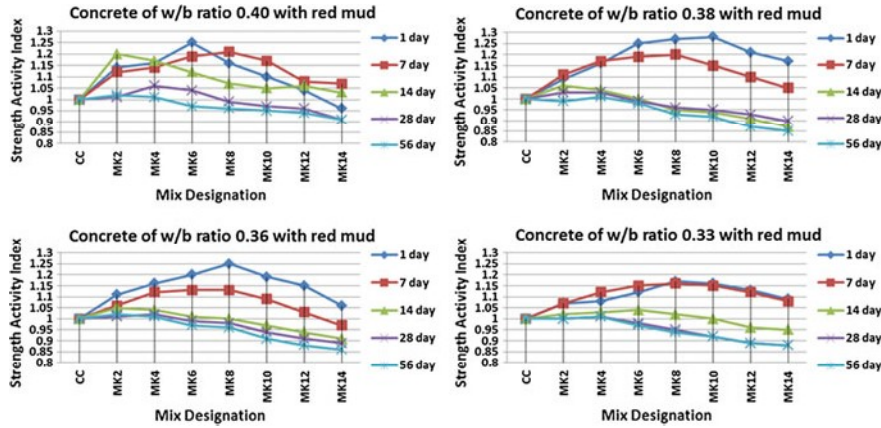 Concrete of w/b ratio 0.40 with red mud
Strength Activity Index
1.3
1.25
1.2
1.15
1.1
1.05
1
0.95
0.9
0.85
0.8
CC
MK2
MK4
MK6
MK8
MK10
MK12
MK14
Mix Designation
1 day
7 day
14 day
28 day
56 day
Concrete of w/b ratio 0.38 with red mud
Strength Activity Index
1.3
1.25
1.2
1.15
1.1
1.05
1
0.95
0.9
0.85
0.8
CC
MK2
MK4
MK6
MK8
MK10
MK12
MK14
Mix Designation
1 day
7 day
14 day
28 day
56 day
Concrete of w/b ratio 0.36 with red mud
Strength Activity Index
1.3
1.25
1.2
1.15
1.1
1.05
1
0.95
0.9
0.85
0.8
CC
MK2
MK4
MK6
MK8
MK10
MK12
MK14
Mix Designation
1 day
7 day
14 day
28 day
56 day
Concrete of w/b ratio 0.33 with red mud
Strength Activity Index
1.3
1.25
1.2
1.15
1.1
1.05
1
0.95
0.9
0.85
0.8
CC
MK2
MK4
MK6
MK8
MK10
MK12
MK14
Mix Designation
1 day
7 day
14 day
28 day
56 day